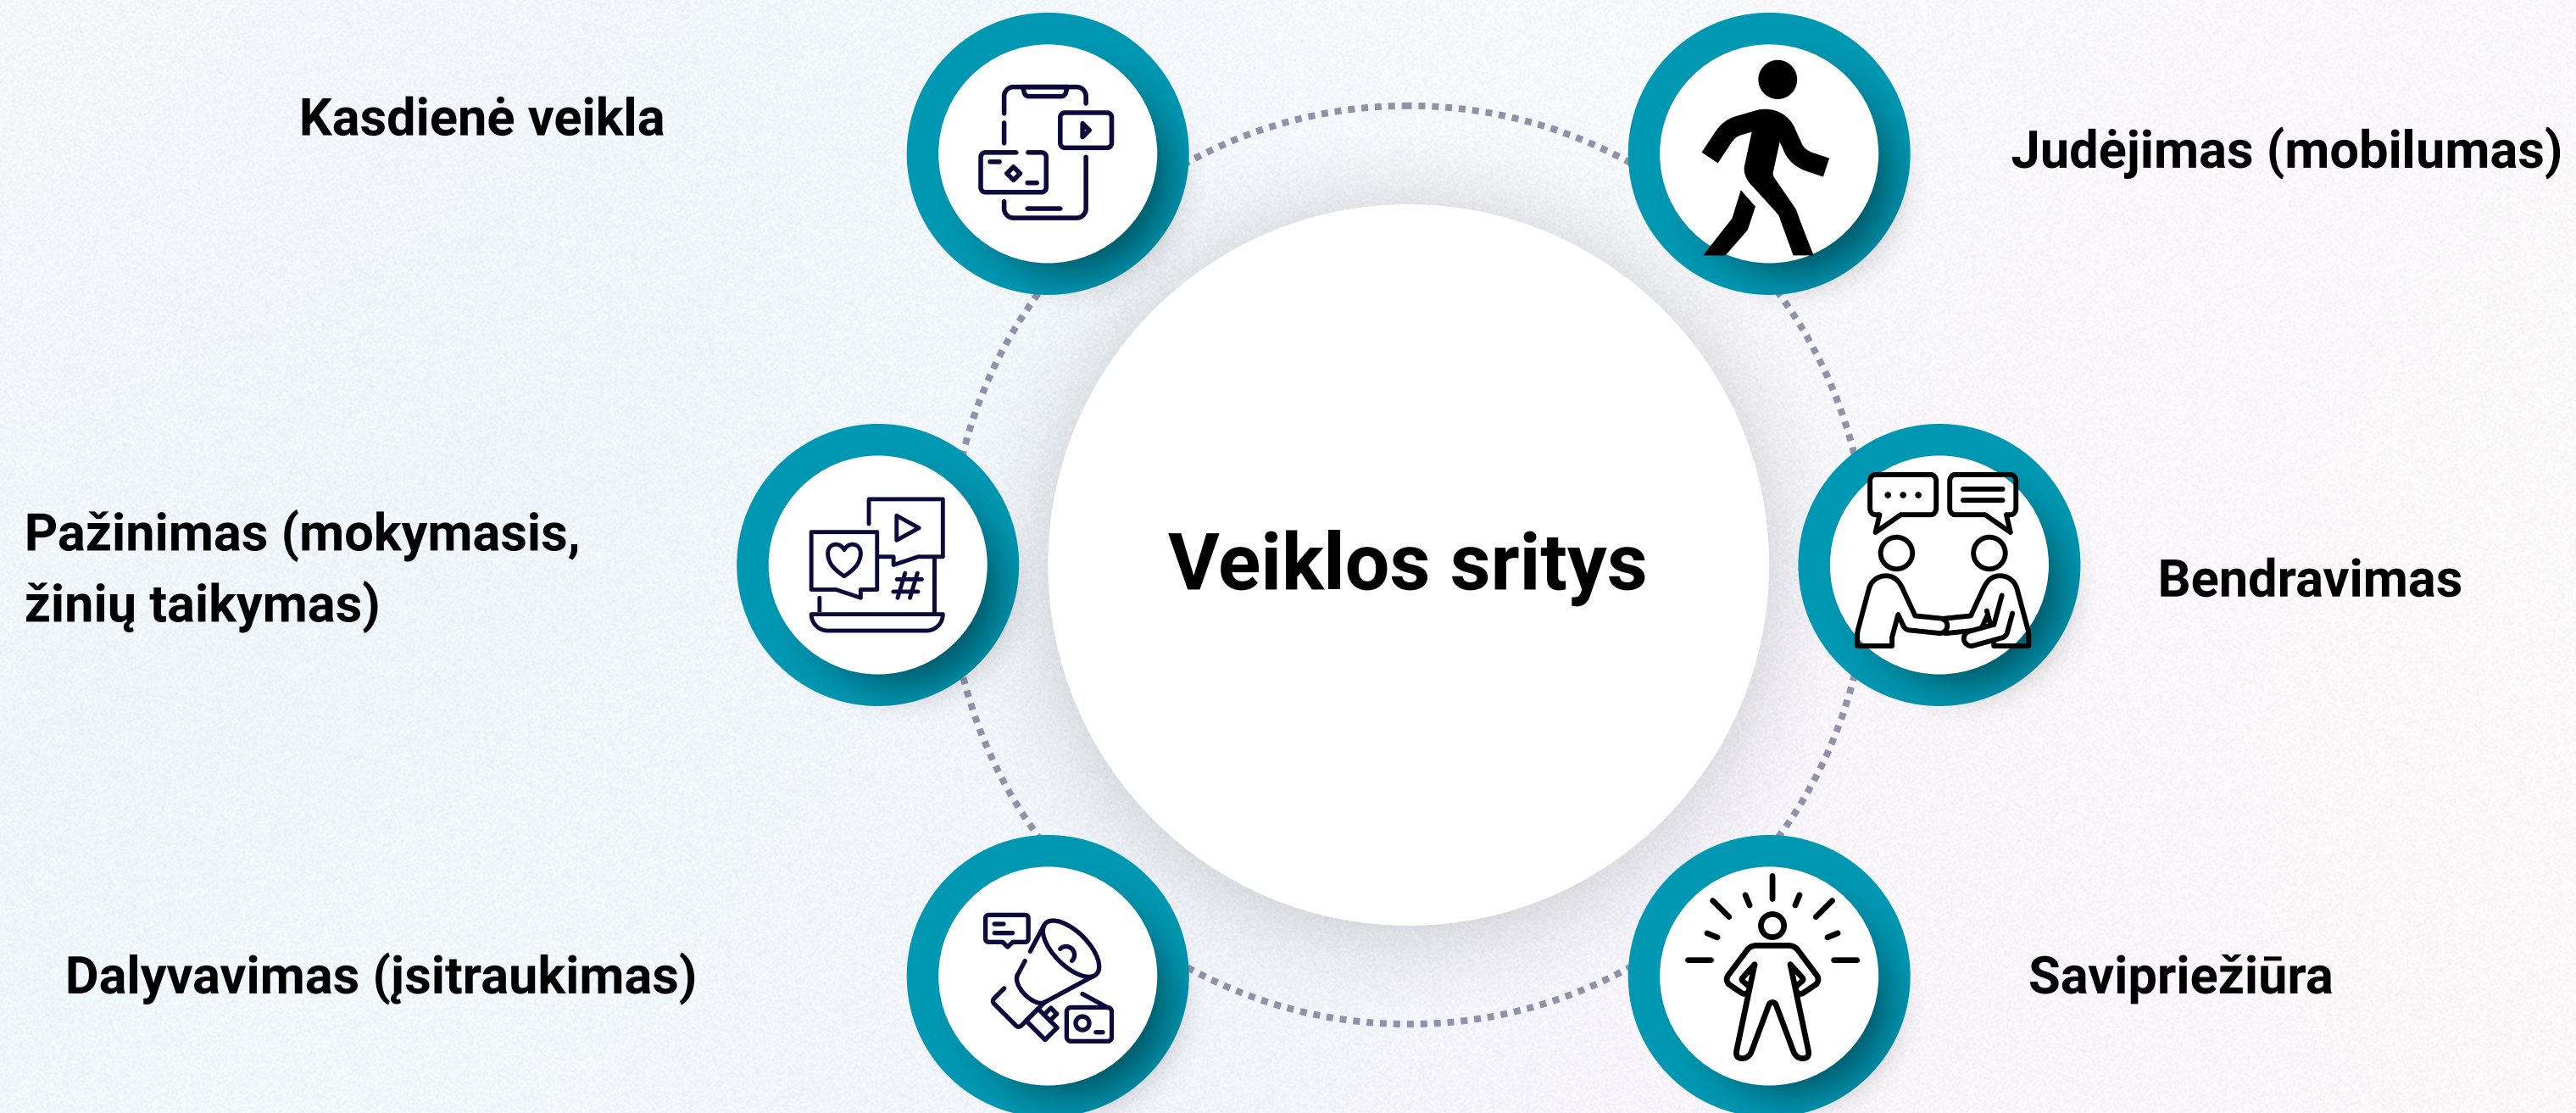 Kasdienė veikla
Judėjimas (mobilumas)
Pažinimas (mokymasis,
žinių taikymas)
#
Veiklos sritys
Bendravimas
Dalyvavimas (įsitraukimas)
Savipriežiūra